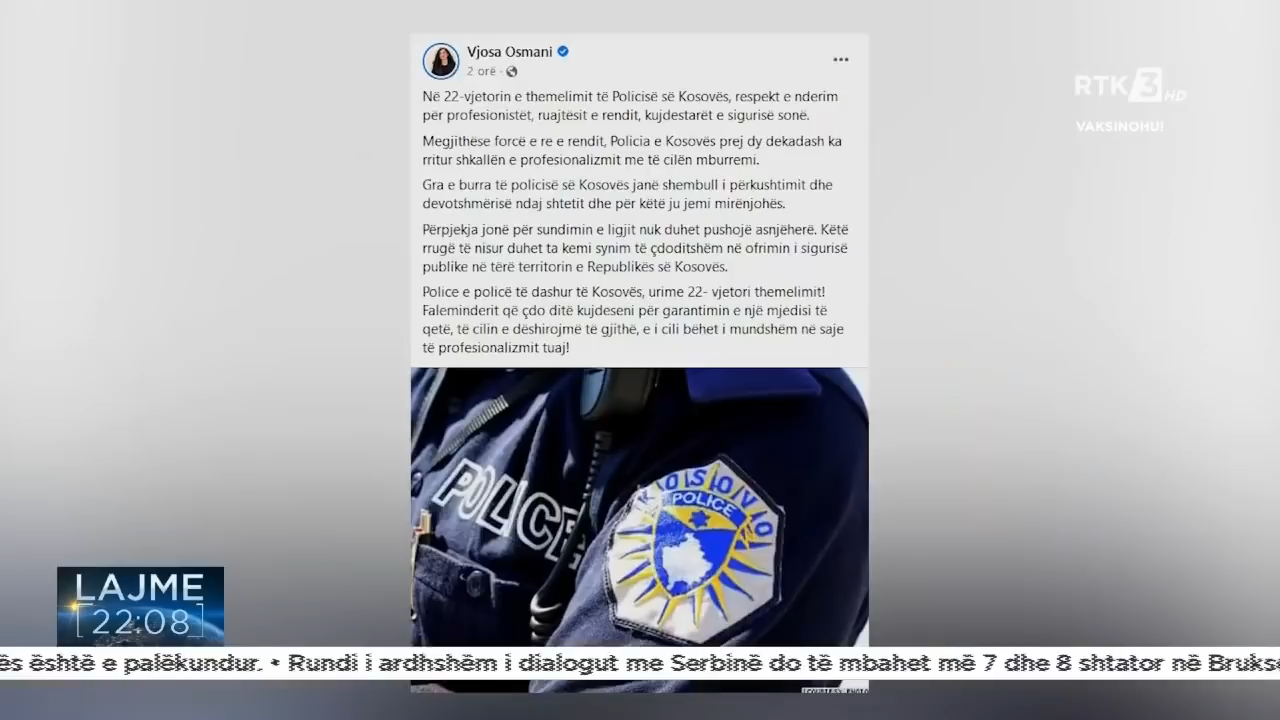 Vjosa Osmani
2 orë ·
Në 22-vjetorin e themelimit të Policisë së Kosovës, respekt e nderim
për profesionistët, ruajtësit e rendit, kujdestarët e sigurisë sonë.
Megjithëse forcë e re e rendit, Policia e Kosovës prej dy dekadash ka
rritur shkallën e profesionalizmit me të cilën mburremi.
Gra e burra të policisë së Kosovës janë shembull i përkushtimit dhe
devotshmërisë ndaj shtetit dhe për këtë ju jemi mirënjohës.
Përpjekja jonë për sundimin e ligjit nuk duhet pushojë asnjëherë. Këtë
rrugë të nisur duhet ta kemi synim të çdoditshëm në ofrimin i sigurisë
publike në tërë territorin e Republikës së Kosovës.
Police e policë të dashur të Kosovës, urime 22- vjetori themelimit!
Faleminderit që çdo ditë kujdeseni për garantimin e një mjedisi të
qetë, të cilin e dëshirojmë të gjithë, e i cili bëhet i mundshëm në saje
të profesionalizmit tuaj!
RTK 3 HD
VAKSINOHU!
POLICE
KOSOVO
POLICE
LAJME
22:08
ës është e palëkundur. • Rundi i ardhshëm i dialogut me Serbinë do të mbahet më 7 dhe 8 shtator në Brukse
COURTESY PHOTO